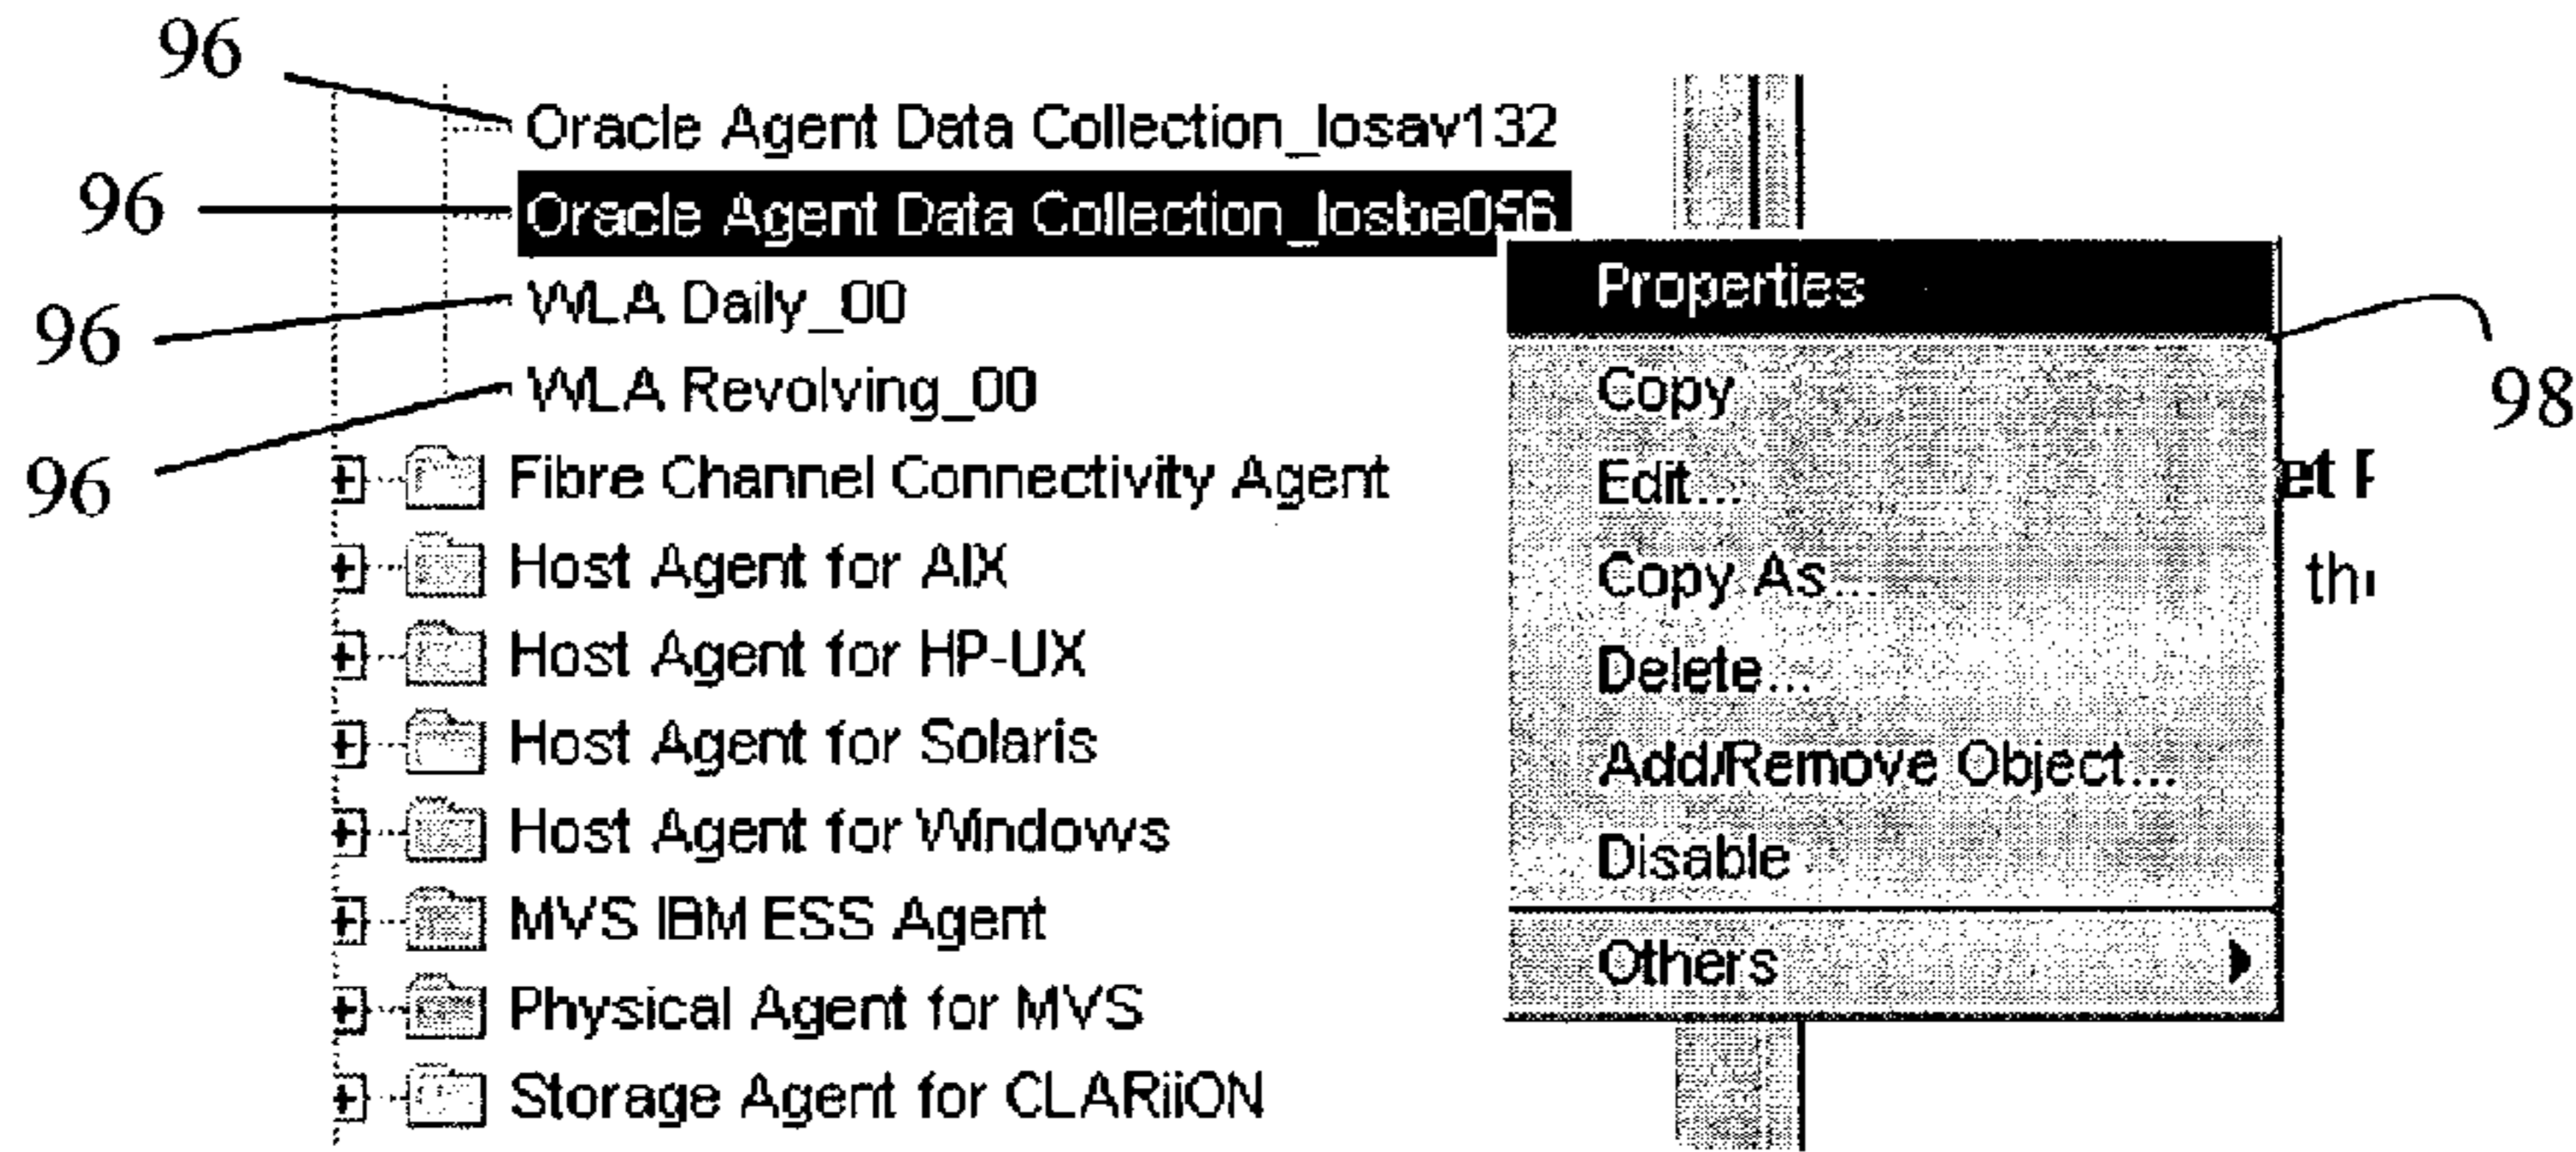 96
Oracle Agent Data Collection_losav132
96
Oracle Agent Data Collection_losbe056
96
WLA Daily_00
96
WLA Revolving_00
Fibre Channel Connectivity Agent
Host Agent for AIX
Host Agent for HP-UX
Host Agent for Solaris
Host Agent for Windows
MVS IBM ESS Agent
Physical Agent for MVS
Storage Agent for CLARiiON
Properties
Copy
Edit...
Copy As...
Delete...
Add/Remove Object...
Disable
Others
98